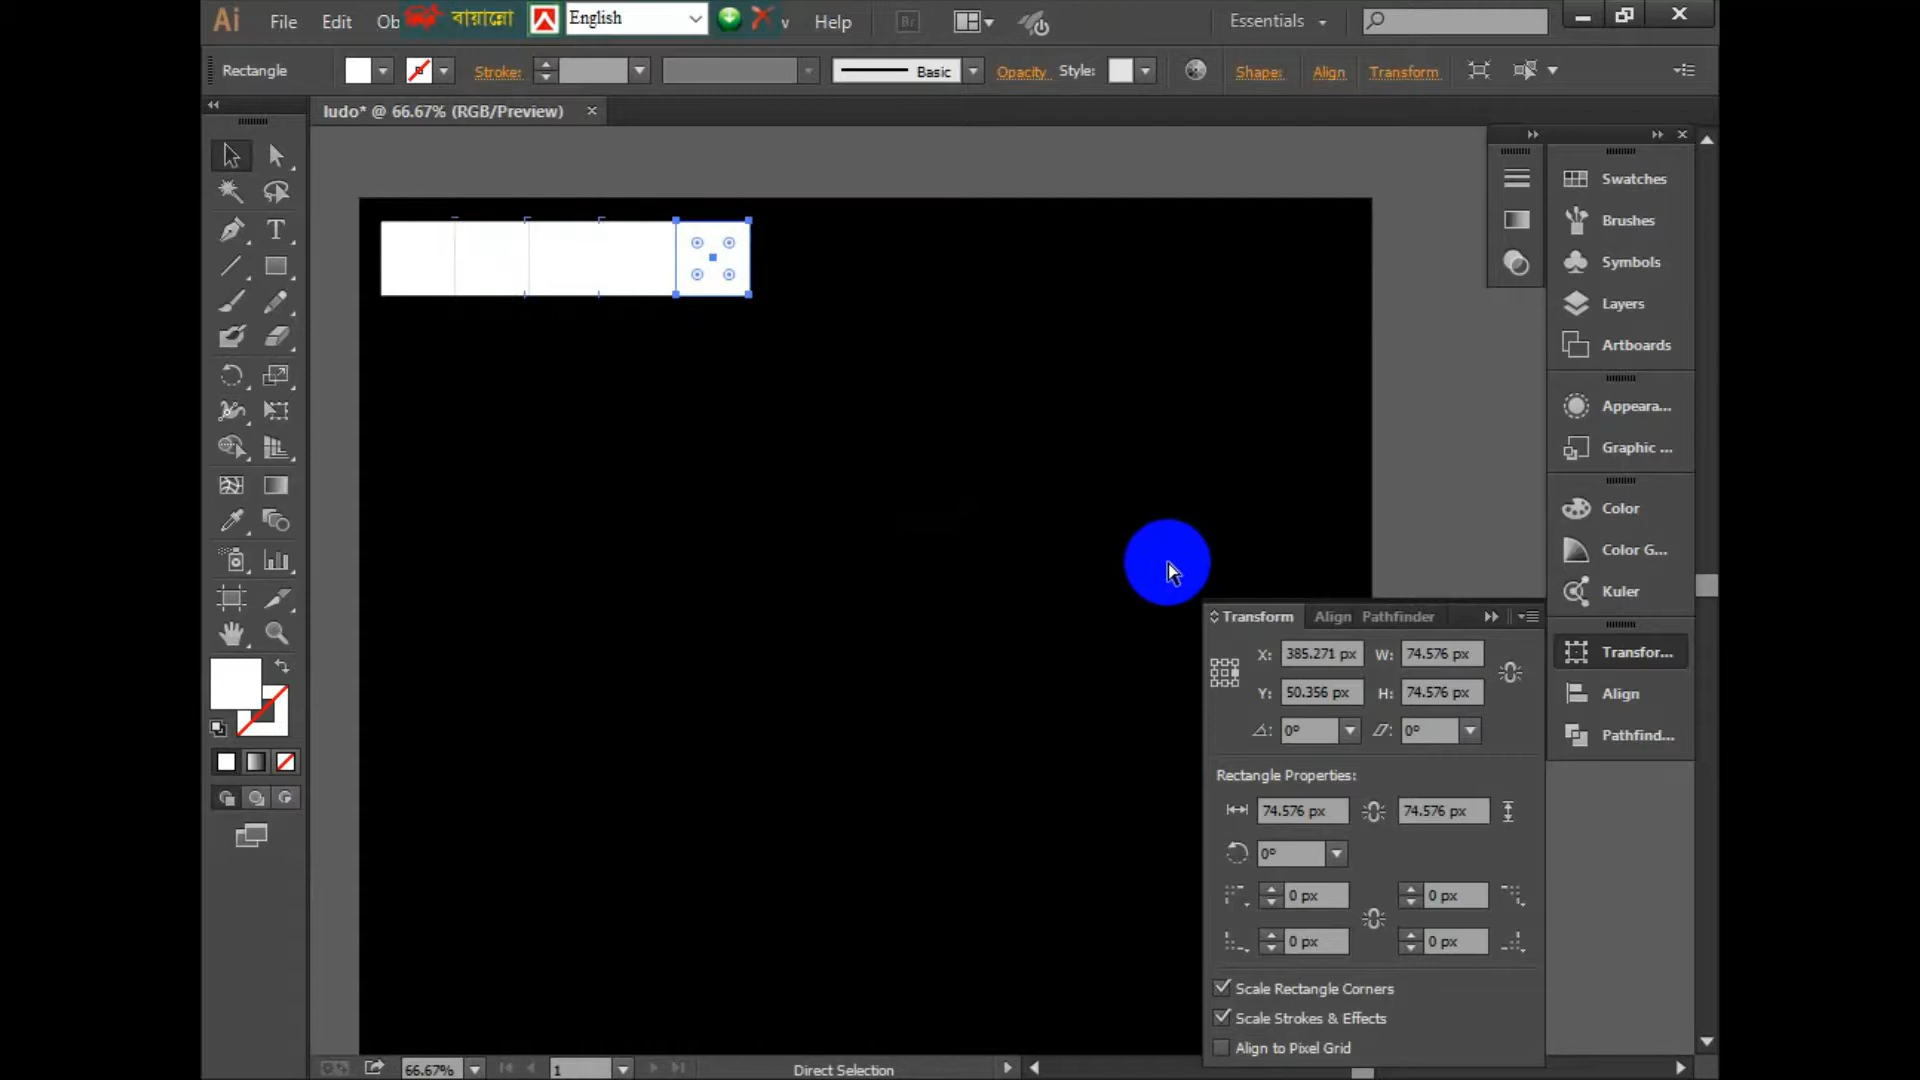 Ai File Edit Ob বায়ান্নো English v Help Br Essentials
Rectangle Stroke: Basic Opacity Style: Shape: Align Transform
ludo* @ 66.67% (RGB/Preview) ×
Swatches
Brushes
Symbols
Layers
Artboards
Appeara...
Graphic ...
Color
Color G...
Kuler
Transfor...
Align
Pathfind...
Transform Align Pathfinder
X: 385.271 px W: 74.576 px
Y: 50.356 px H: 74.576 px
0° 0°
Rectangle Properties:
74.576 px 74.576 px
0°
0 px 0 px
0 px 0 px
Scale Rectangle Corners
Scale Strokes & Effects
Align to Pixel Grid
66.67% 1 Direct Selection